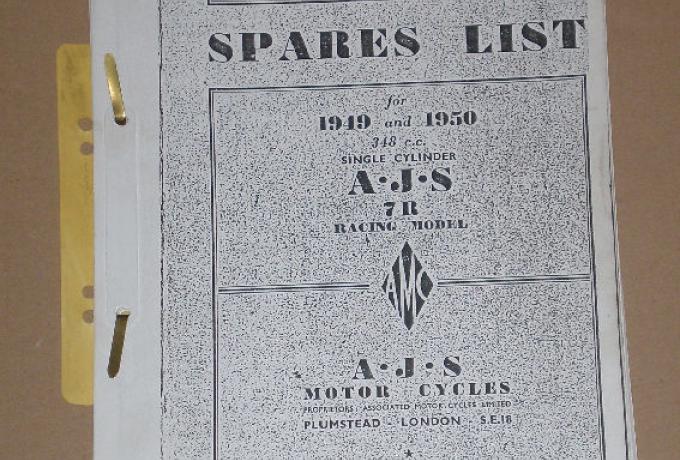 SPARES LIST
for
1949 and 1950
348 c.c.
SINGLE CYLINDER
A·J·S
7R
RACING MODEL
AMC
A·J·S
MOTOR CYCLES
PROPRIETORS: ASSOCIATED MOTOR CYCLES LIMITED
PLUMSTEAD - LONDON - S.E.18